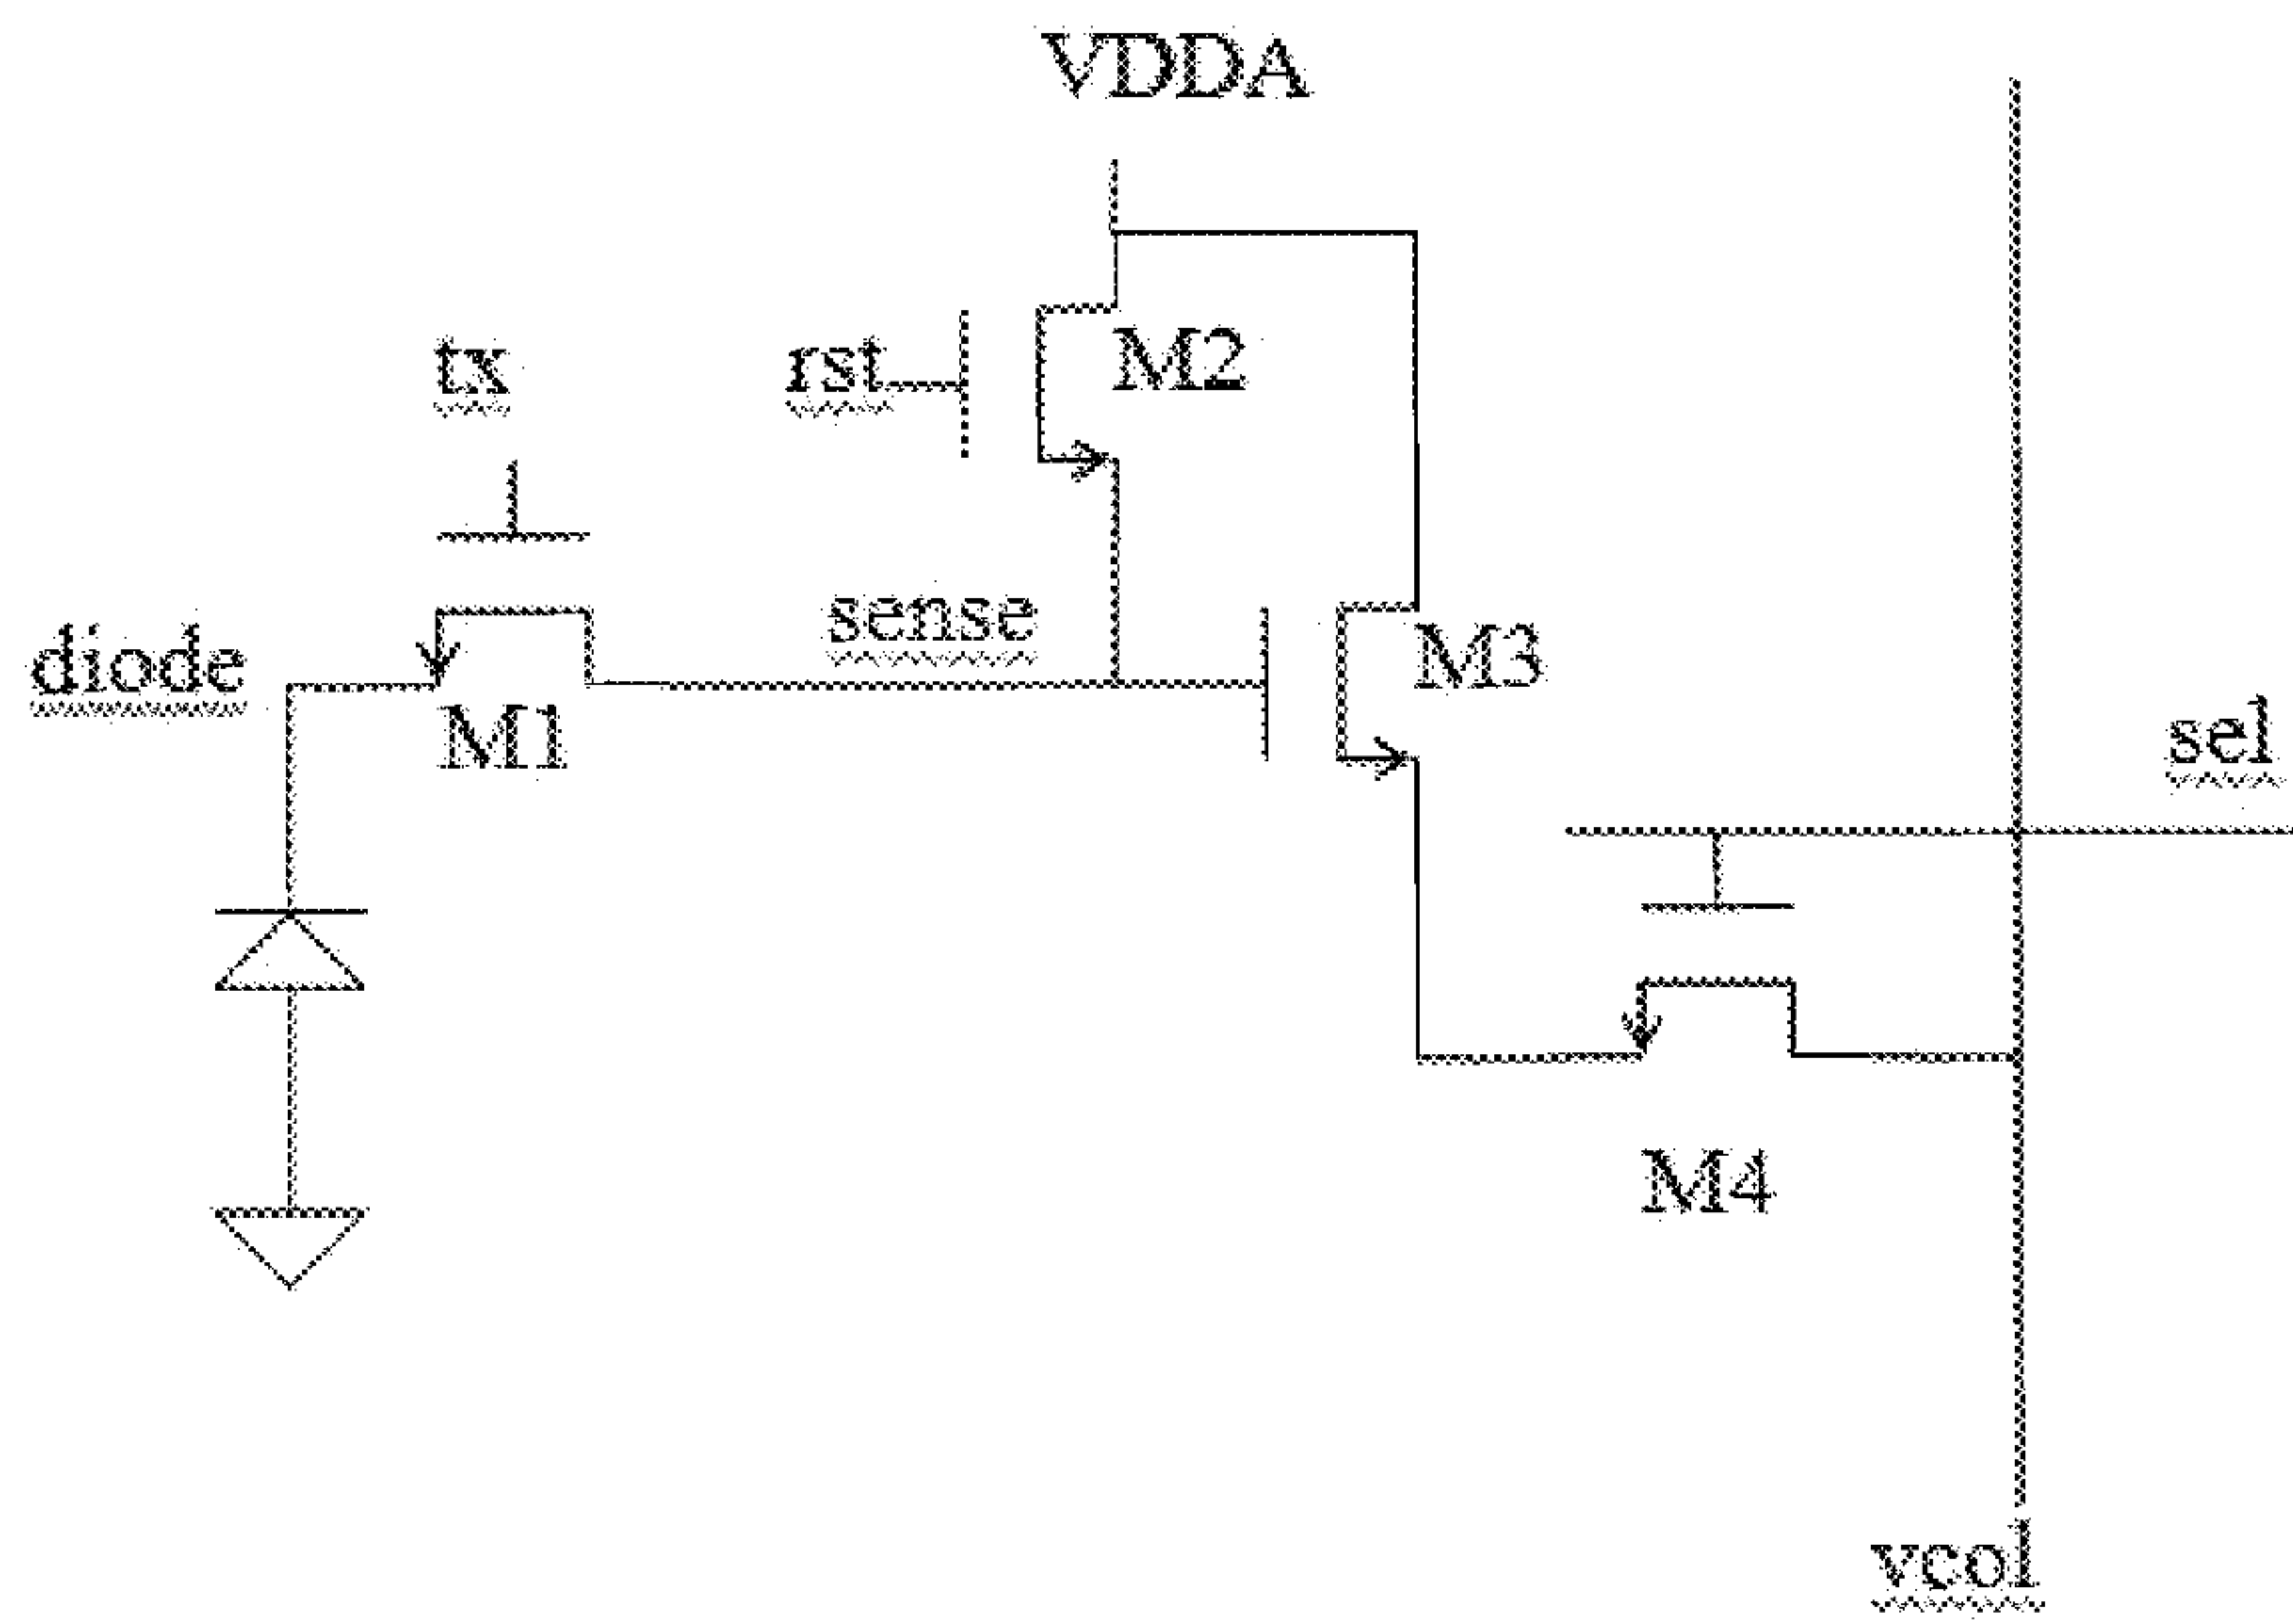 VDDA
tx
rst
M2
sense
diode
M1
M3
sel
M4
vcol